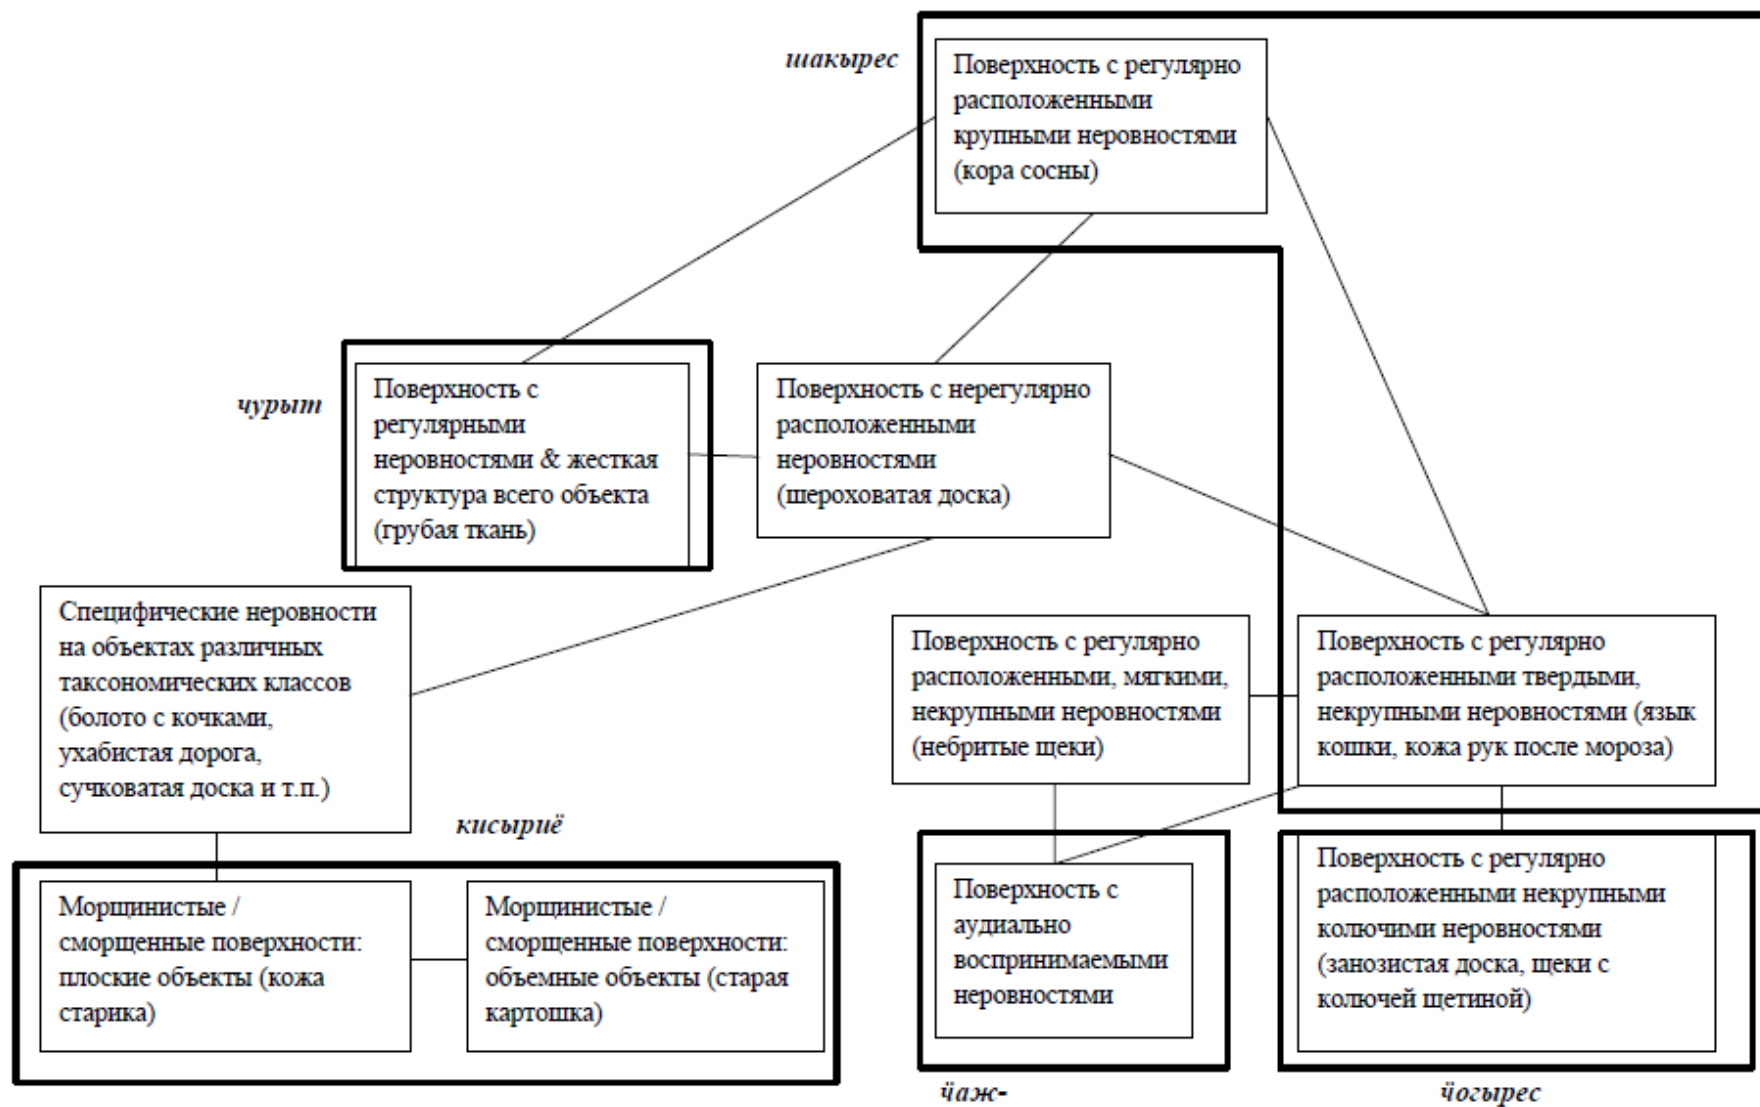 шакырес
Поверхность с регулярно
расположенными
крупными неровностями
(кора сосны)
чурыт
Поверхность с
регулярными
неровностями & жесткая
структура всего объекта
(грубая ткань)
Поверхность с нерегулярно
расположенными
неровностями
(шероховатая доска)
Специфические неровности
на объектах различных
таксономических классов
(болото с кочками,
ухабистая дорога,
сучковатая доска и т.п.)
Поверхность с регулярно
расположенными, мягкими,
некрупными неровностями
(небритые щеки)
Поверхность с регулярно
расположенными твердыми,
некрупными неровностями (язык
кошки, кожа рук после мороза)
кисыриё
Морщинистые /
сморщенные поверхности:
плоские объекты (кожа
старика)
Морщинистые /
сморщенные поверхности:
объемные объекты (старая
картошка)
Поверхность с
аудиально
воспринимаемыми
неровностями
Поверхность с регулярно
расположенными некрупными
колючими неровностями
(занозистая доска, щеки с
колючей щетиной)
ӵаж-
ӵогырес